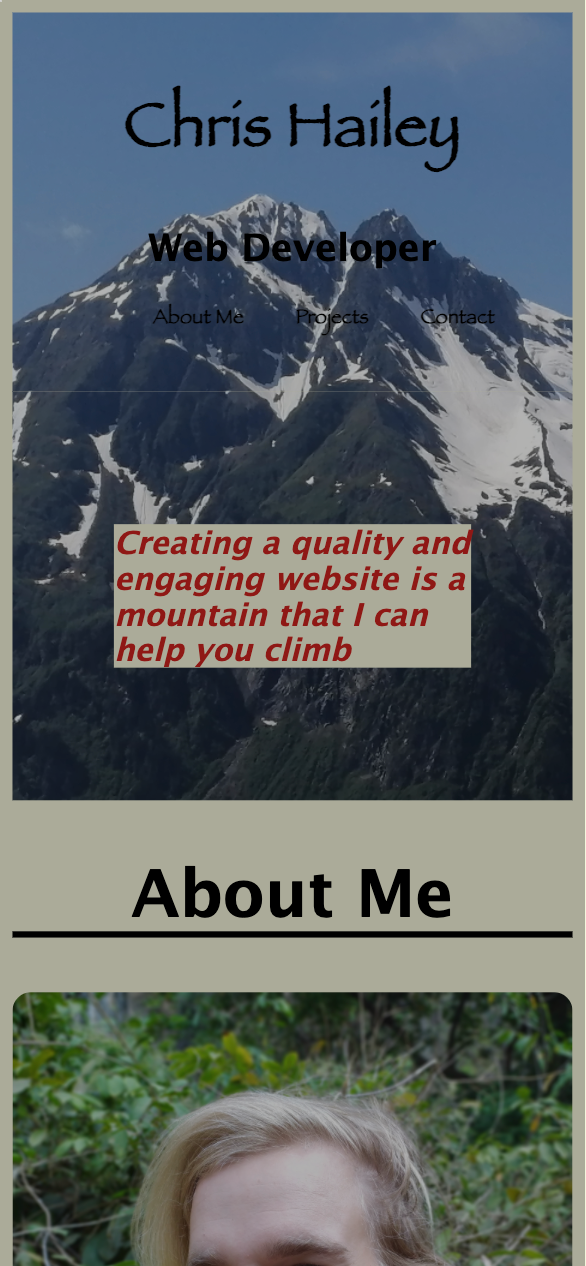 Chris Hailey
Web Developer
About Me Projects Contact
Creating a quality and
engaging website is a
mountain that I can
help you climb
About Me